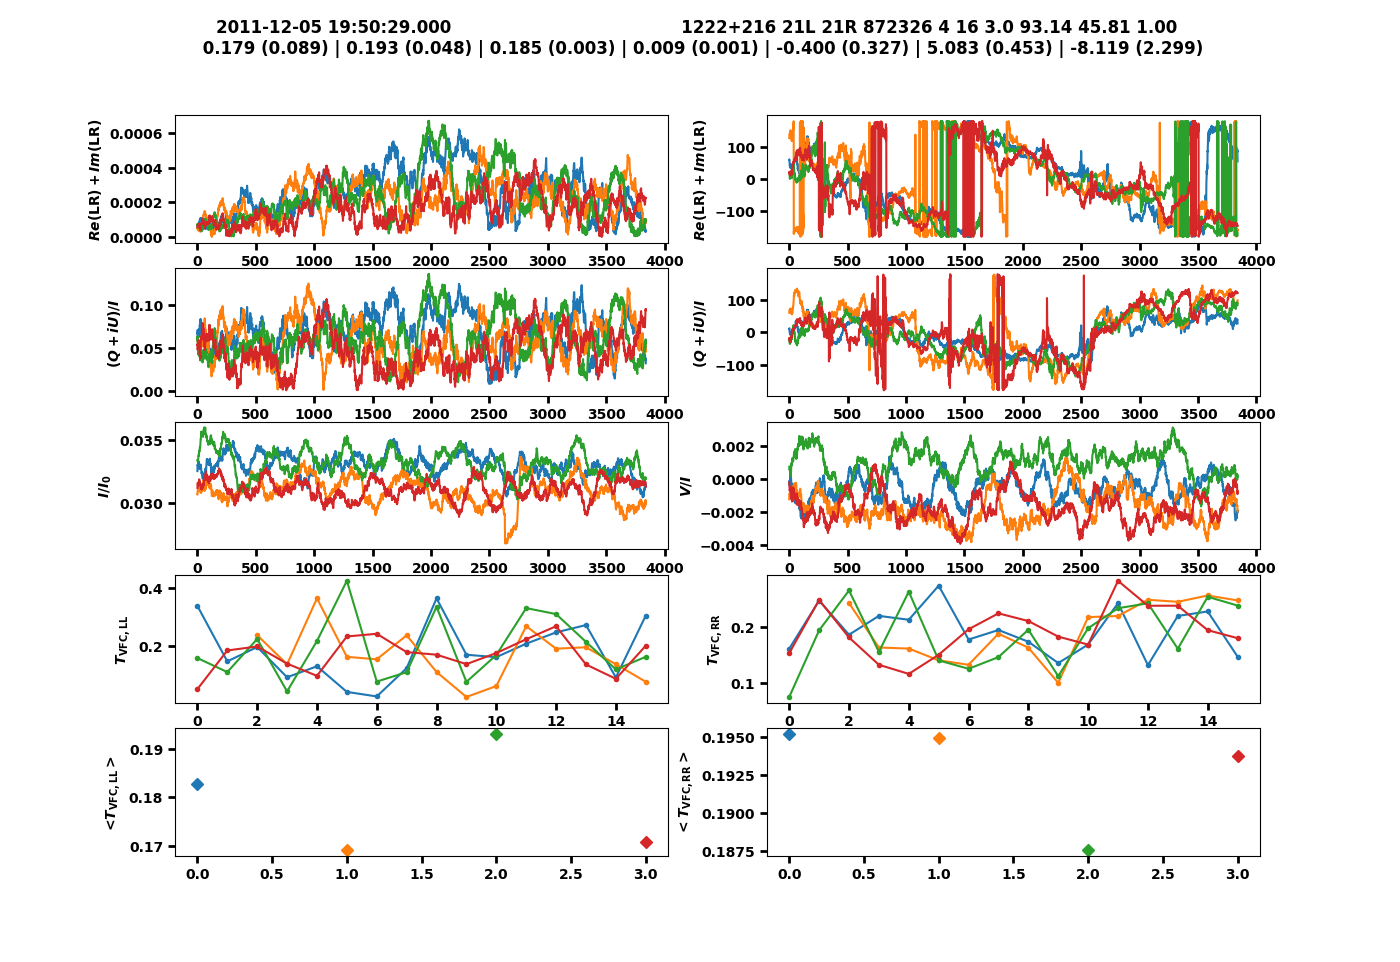 2011-12-05 19:50:29.000 1222+216 21L 21R 872326 4 16 3.0 93.14 45.81 1.00
0.179 (0.089) | 0.193 (0.048) | 0.185 (0.003) | 0.009 (0.001) | -0.400 (0.327) | 5.083 (0.453) | -8.119 (2.299)
Re(LR) + Im(LR)
0.0006
0.0004
0.0002
0.0000
0 500 1000 1500 2000 2500 3000 3500 4000
Re(LR) + Im(LR)
100
0
−100
0 500 1000 1500 2000 2500 3000 3500 4000
(Q + iU)/I
0.10
0.05
0.00
0 500 1000 1500 2000 2500 3000 3500 4000
(Q + iU)/I
100
0
−100
0 500 1000 1500 2000 2500 3000 3500 4000
I/I0
0.035
0.030
0 500 1000 1500 2000 2500 3000 3500 4000
V/I
0.002
0.000
−0.002
−0.004
0 500 1000 1500 2000 2500 3000 3500 4000
TVFC, LL
0.4
0.2
0 2 4 6 8 10 12 14
TVFC, RR
0.2
0.1
0 2 4 6 8 10 12 14
<TVFC, LL >
0.19
0.18
0.17
0.0 0.5 1.0 1.5 2.0 2.5 3.0
< TVFC, RR >
0.1950
0.1925
0.1900
0.1875
0.0 0.5 1.0 1.5 2.0 2.5 3.0